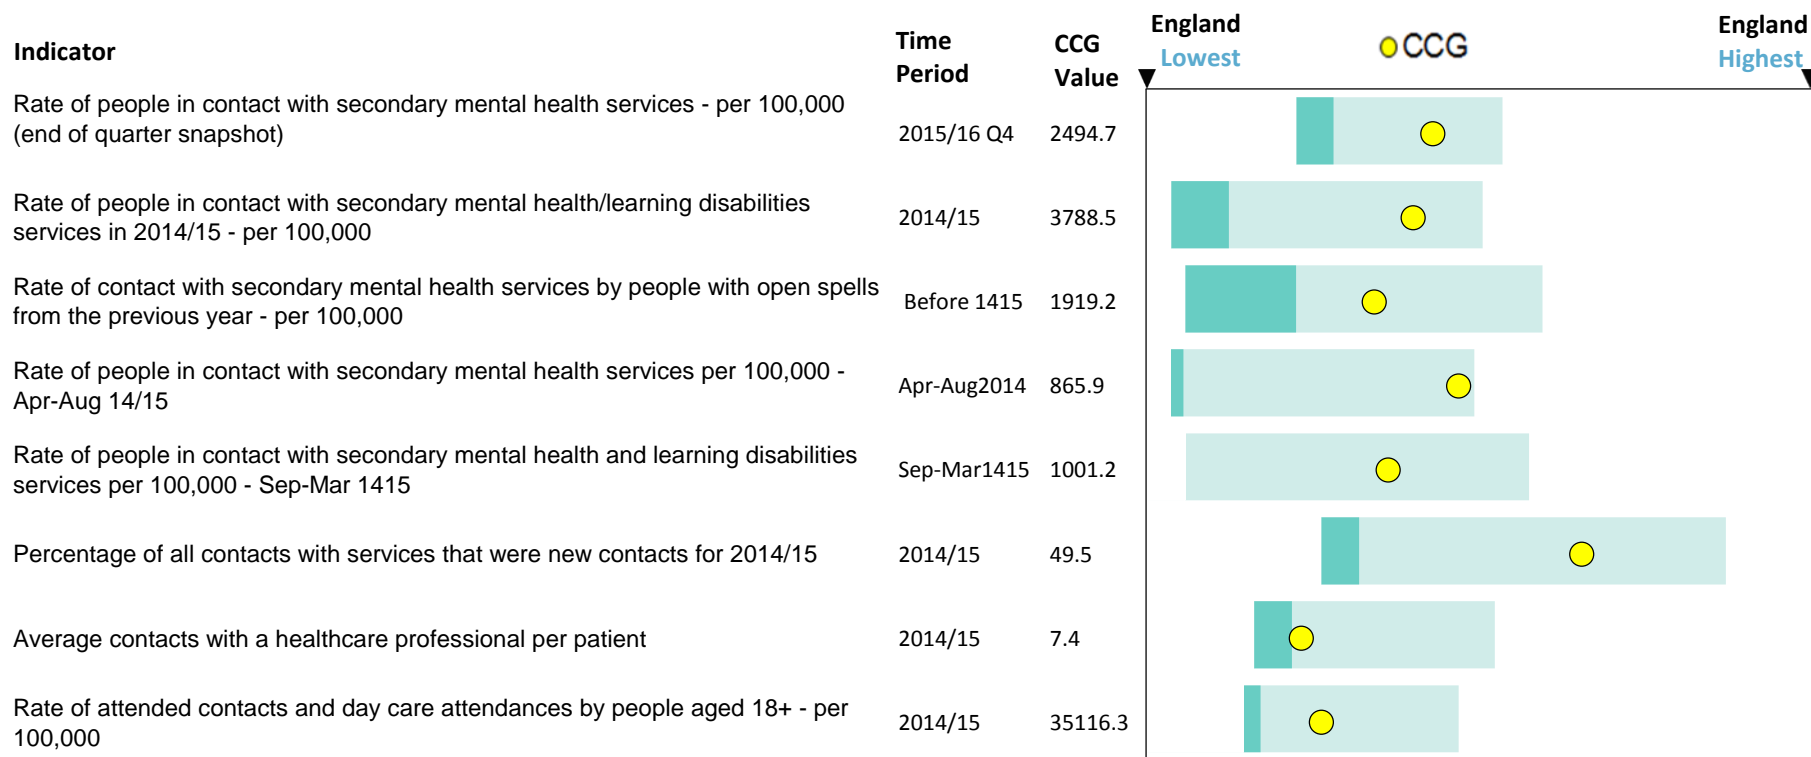 Indicator
Time Period
CCG Value
England Lowest
CCG
England Highest
Rate of people in contact with secondary mental health services - per 100,000
(end of quarter snapshot)
2015/16 Q4 2494.7
Rate of people in contact with secondary mental health/learning disabilities
services in 2014/15 - per 100,000
2014/15 3788.5
Rate of contact with secondary mental health services by people with open spells
from the previous year - per 100,000
Before 1415 1919.2
Rate of people in contact with secondary mental health services per 100,000 -
Apr-Aug 14/15
Apr-Aug2014 865.9
Rate of people in contact with secondary mental health and learning disabilities
services per 100,000 - Sep-Mar 1415
Sep-Mar1415 1001.2
Percentage of all contacts with services that were new contacts for 2014/15 2014/15 49.5
Average contacts with a healthcare professional per patient 2014/15 7.4
Rate of attended contacts and day care attendances by people aged 18+ - per
100,000
2014/15 35116.3